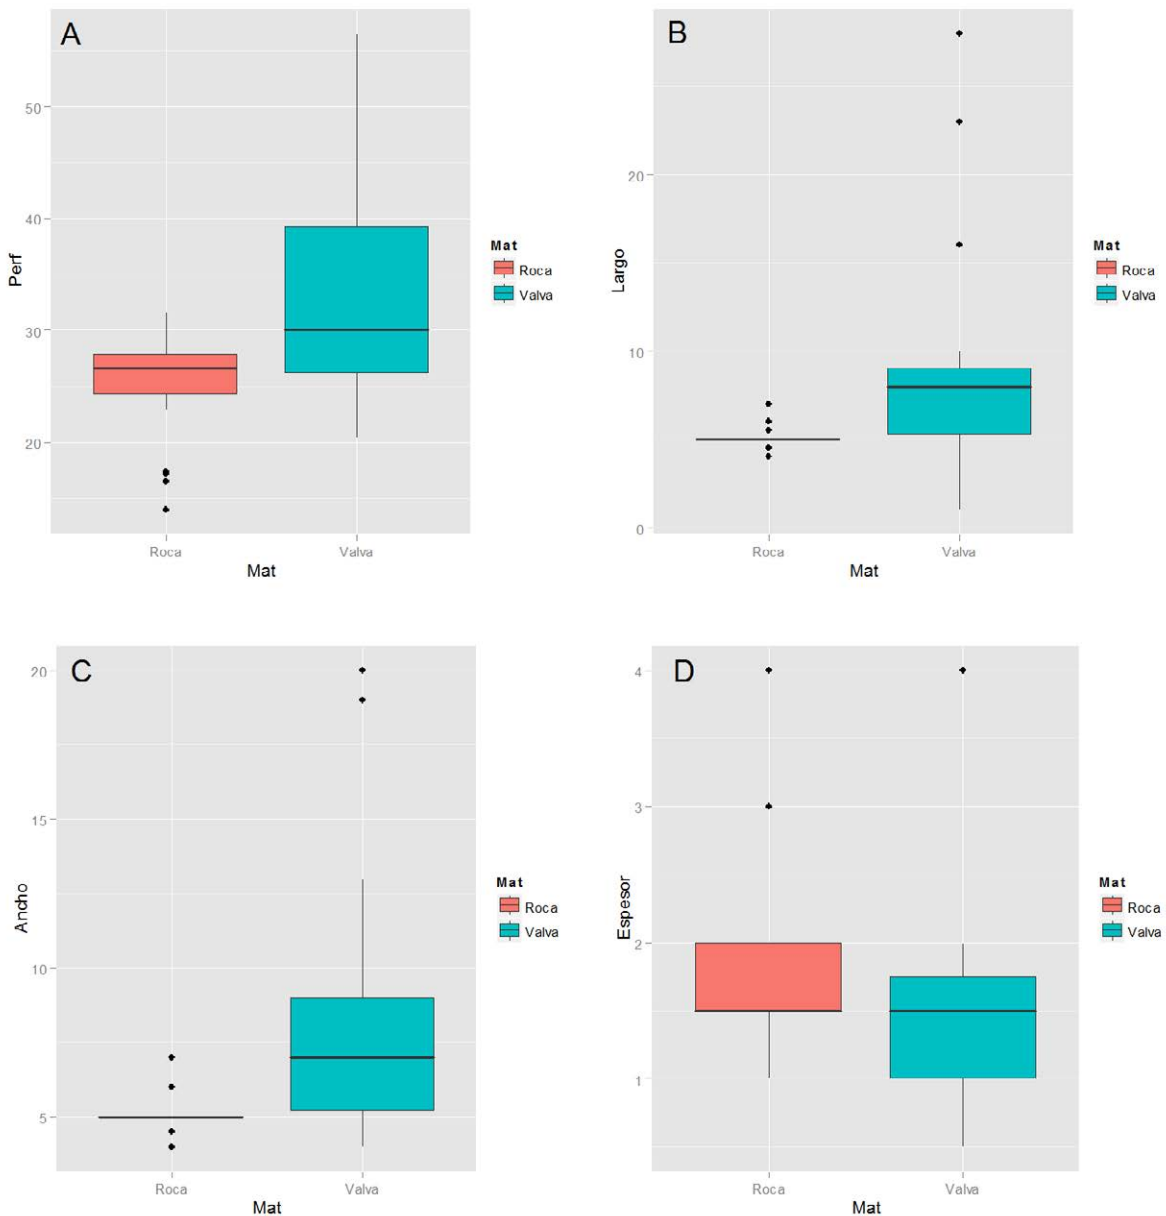 A
Perf
50
40
30
20
Roca
Valva
Mat
Mat
Roca
Valva
B
Largo
20
10
0
Roca
Valva
Mat
Mat
Roca
Valva
C
Ancho
20
15
10
5
Roca
Valva
Mat
Mat
Roca
Valva
D
Espesor
4
3
2
1
Roca
Valva
Mat
Mat
Roca
Valva